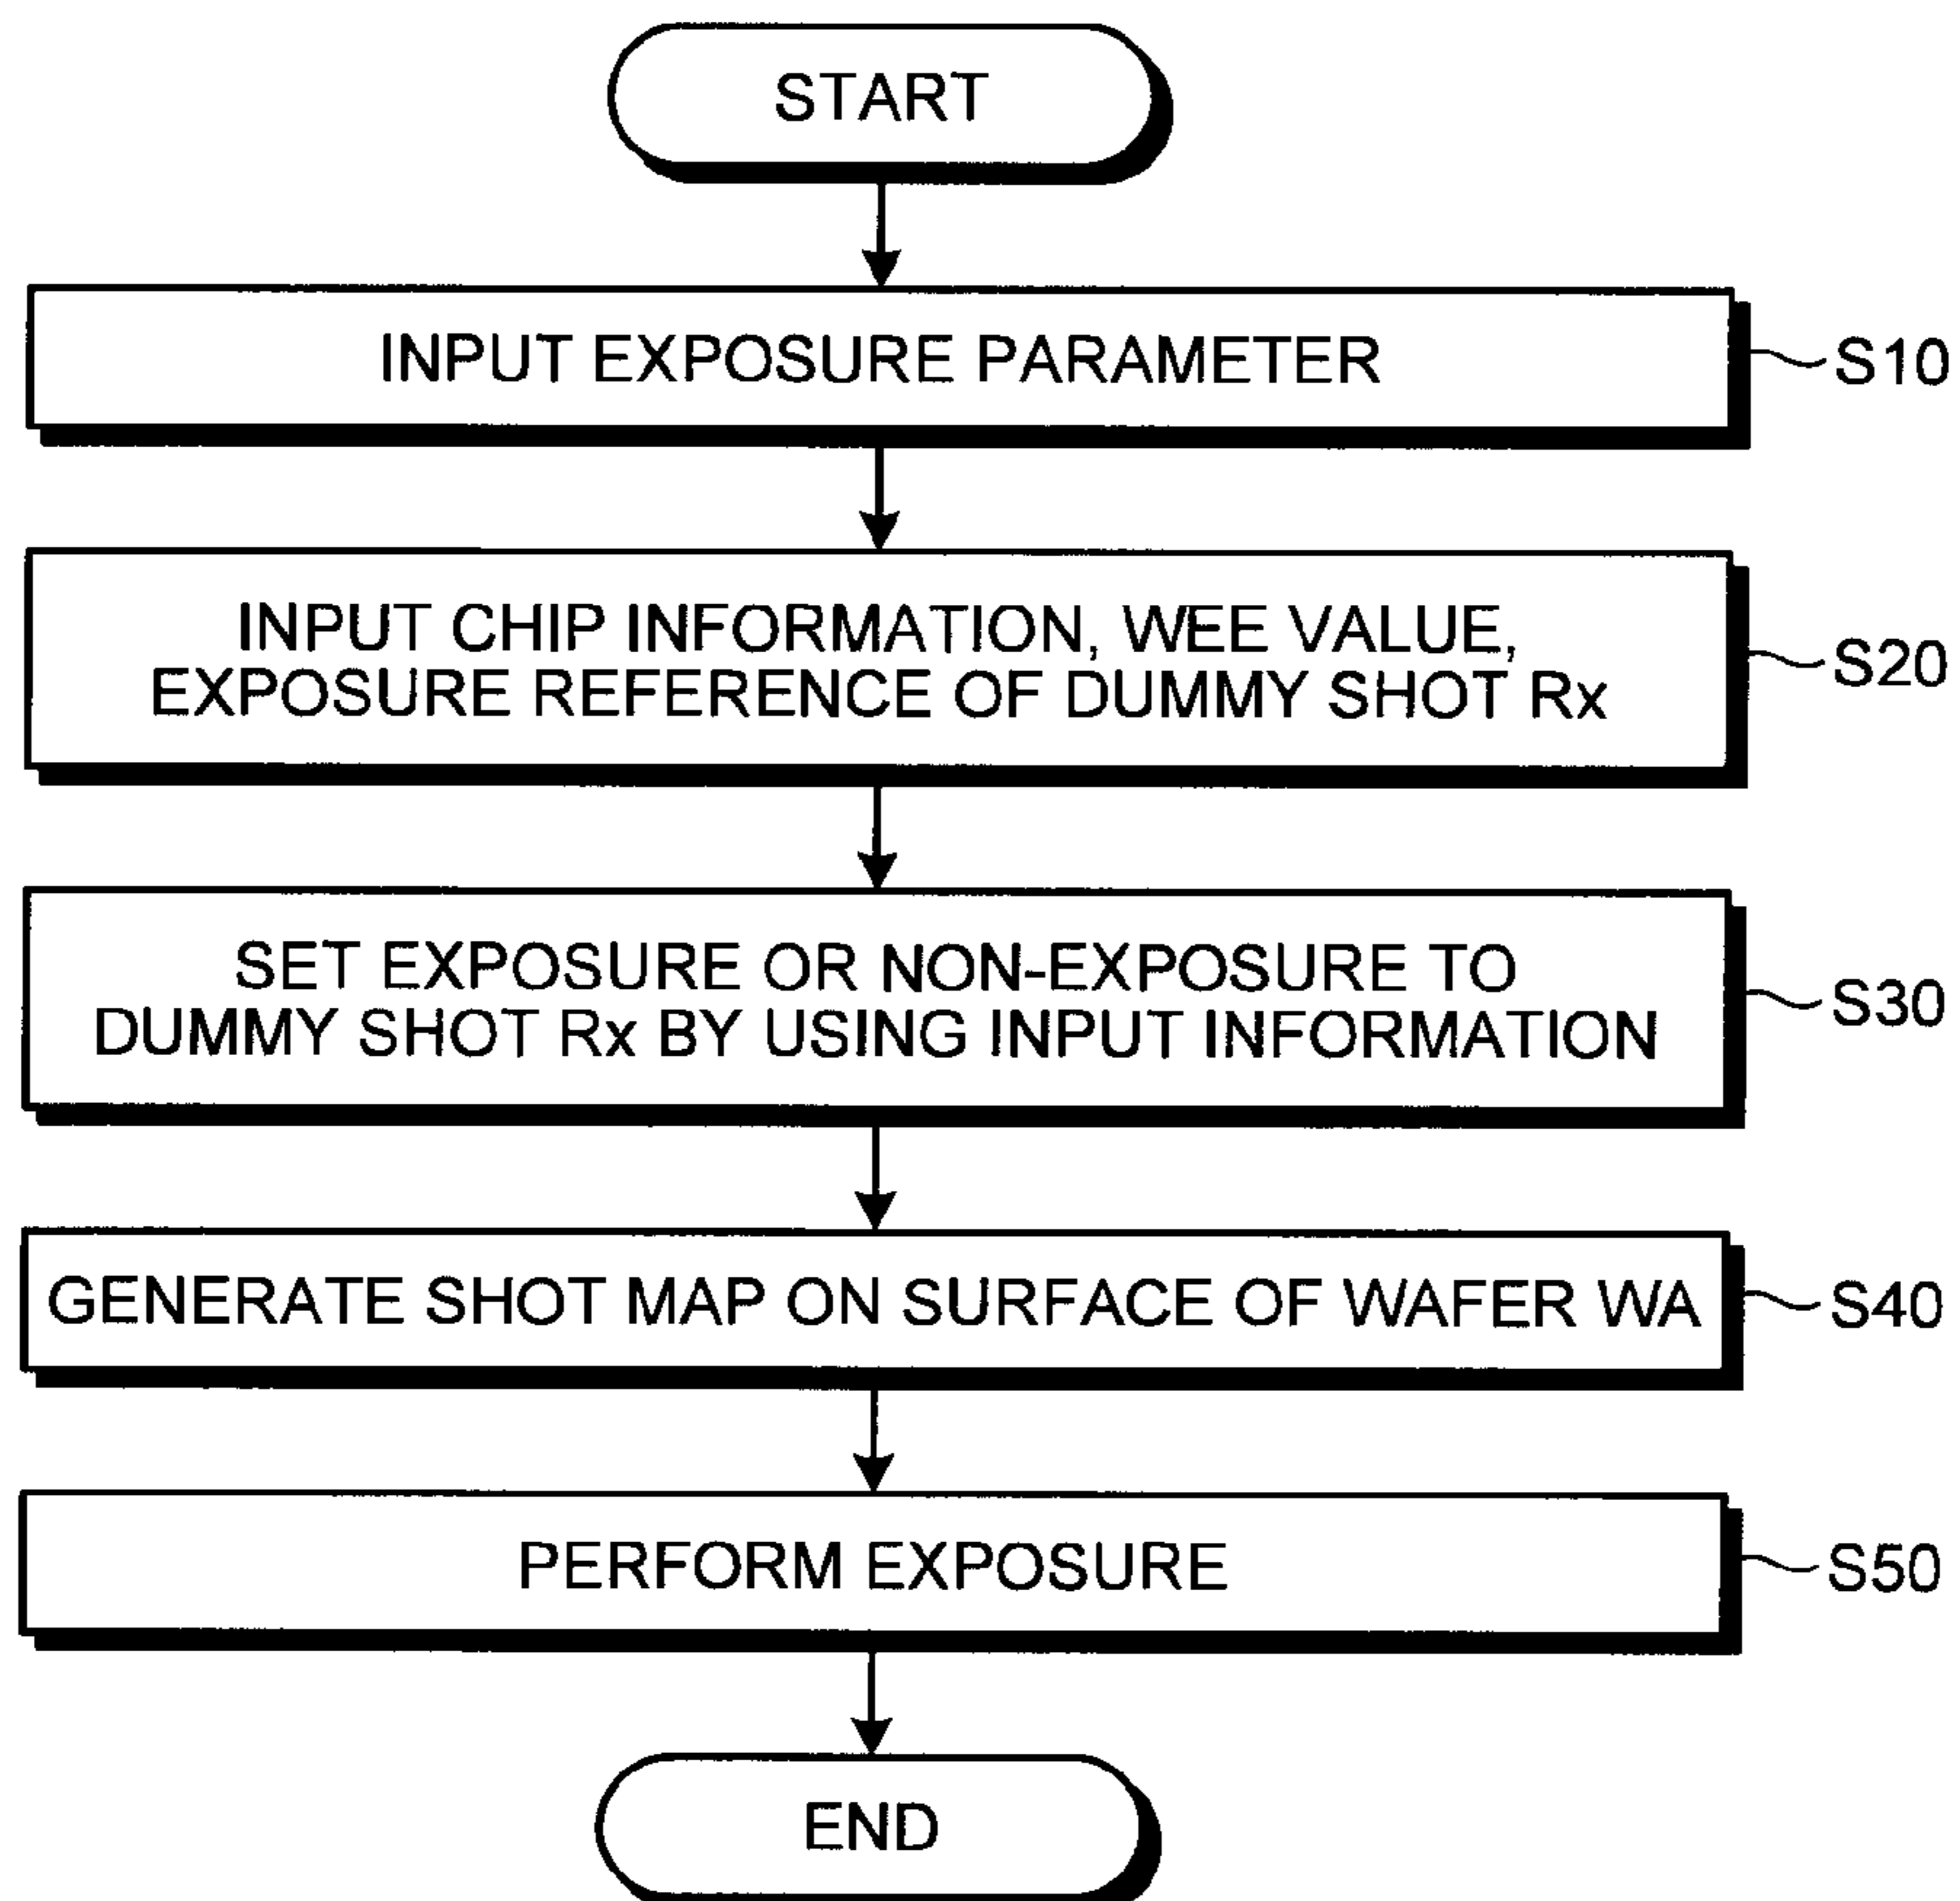 START
INPUT EXPOSURE PARAMETER
S10
INPUT CHIP INFORMATION, WEE VALUE,
EXPOSURE REFERENCE OF DUMMY SHOT Rx
S20
SET EXPOSURE OR NON-EXPOSURE TO
DUMMY SHOT Rx BY USING INPUT INFORMATION
S30
GENERATE SHOT MAP ON SURFACE OF WAFER WA
S40
PERFORM EXPOSURE
S50
END